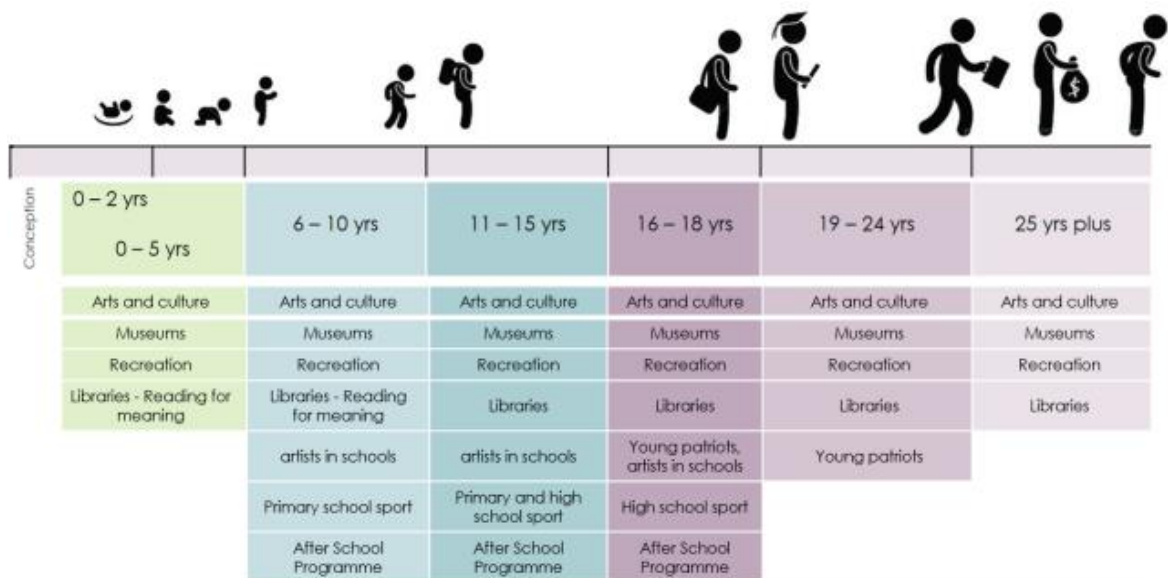 $
Conception
0 – 2 yrs
0 – 5 yrs
6 – 10 yrs
11 – 15 yrs
16 – 18 yrs
19 – 24 yrs
25 yrs plus
Arts and culture
Arts and culture
Arts and culture
Arts and culture
Arts and culture
Arts and culture
Museums
Museums
Museums
Museums
Museums
Museums
Recreation
Recreation
Recreation
Recreation
Recreation
Recreation
Libraries - Reading for
meaning
Libraries - Reading
for meaning
Libraries
Libraries
Libraries
Libraries
artists in schools
artists in schools
Young patriots,
artists in schools
Young patriots
Primary school sport
Primary and high
school sport
High school sport
After School
Programme
After School
Programme
After School
Programme